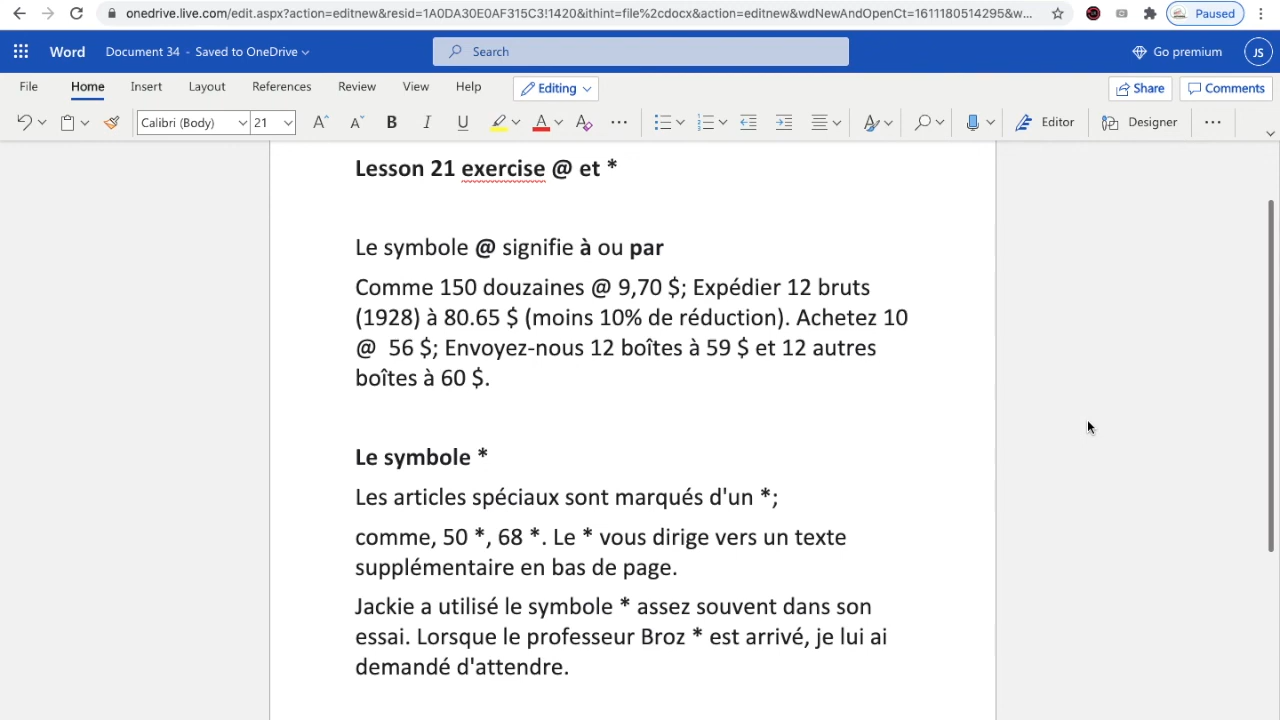 onedrive.live.com/edit.aspx?action=editnew&resid=1A0DA30E0AF315C3!1420&ithint=file%2cdocx&action=editnew&wdNewAndOpenCt=1611180514295&w...
Paused
Word Document 34 - Saved to OneDrive Search Go premium JS
File Home Insert Layout References Review View Help Editing Share Comments
Calibri (Body) 21 A A B I U A A Editor Designer
Lesson 21 exercise @ et *
Le symbole @ signifie à ou par
Comme 150 douzaines @ 9,70 $; Expédier 12 bruts
(1928) à 80.65 $ (moins 10% de réduction). Achetez 10
@  56 $; Envoyez-nous 12 boîtes à 59 $ et 12 autres
boîtes à 60 $.
Le symbole *
Les articles spéciaux sont marqués d'un *;
comme, 50 *, 68 *. Le * vous dirige vers un texte
supplémentaire en bas de page.
Jackie a utilisé le symbole * assez souvent dans son
essai. Lorsque le professeur Broz * est arrivé, je lui ai
demandé d'attendre.